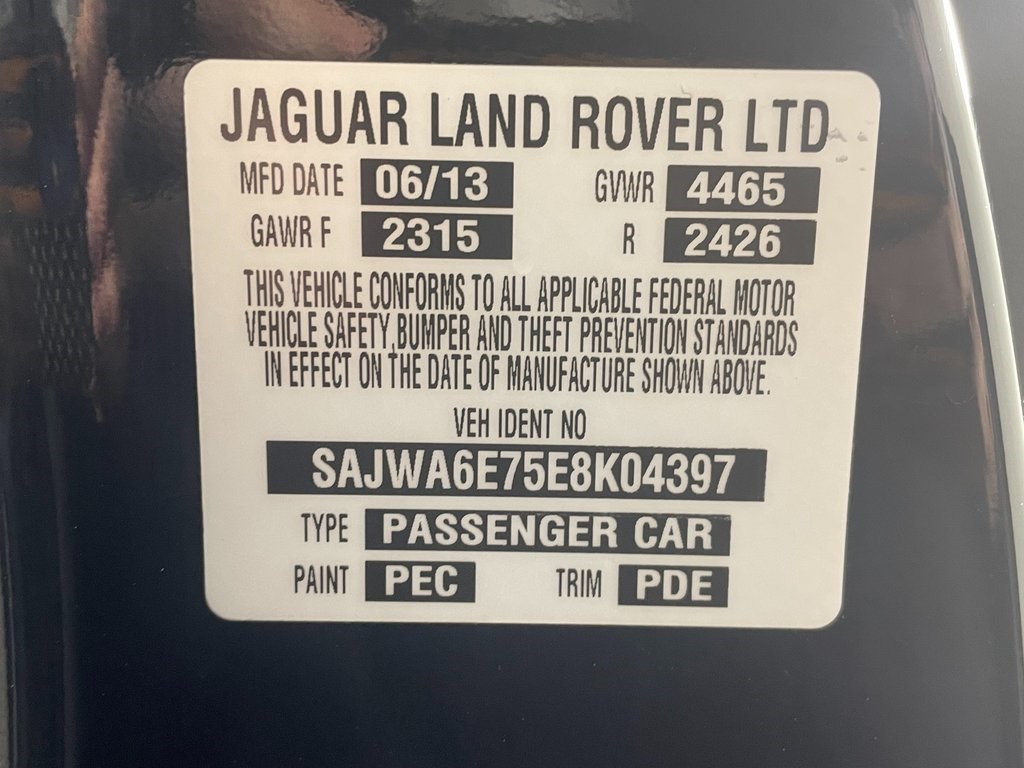 JAGUAR LAND ROVER LTD
MFD DATE 06/13 GVWR 4465
GAWR F 2315 R 2426
THIS VEHICLE CONFORMS TO ALL APPLICABLE FEDERAL MOTOR
VEHICLE SAFETY, BUMPER AND THEFT PREVENTION STANDARDS
IN EFFECT ON THE DATE OF MANUFACTURE SHOWN ABOVE.
VEH IDENT NO
SAJWA6E75E8K04397
TYPE PASSENGER CAR
PAINT PEC TRIM PDE